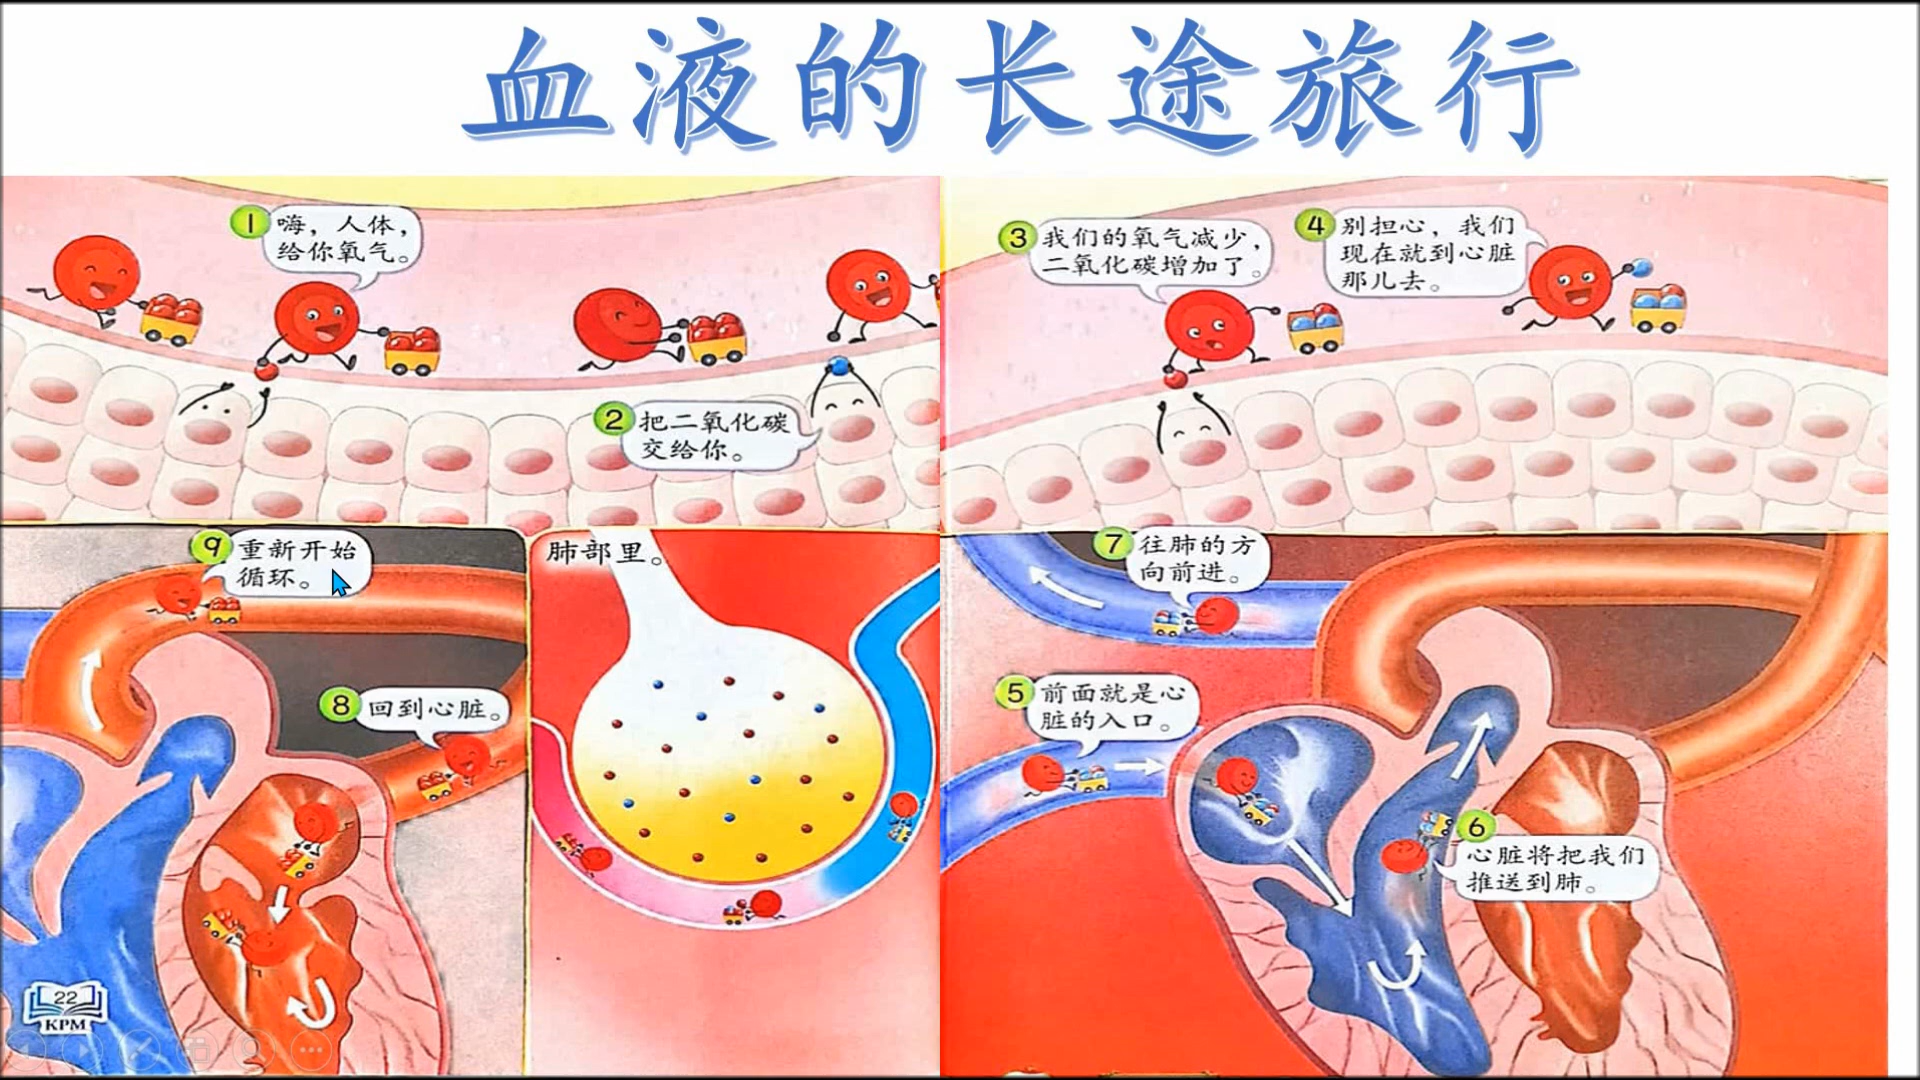 血液的长途旅行
1 嗨，人体，
给你氧气。
2 把二氧化碳
交给你。
3 我们的氧气减少，
二氧化碳增加了。
4 别担心，我们
现在就到心脏
那儿去。
5 前面就是心
脏的入口。
6 心脏将把我们
推送到肺。
7 往肺的方
向前进。
肺部里。
8 回到心脏。
9 重新开始
循环。
22
KPM